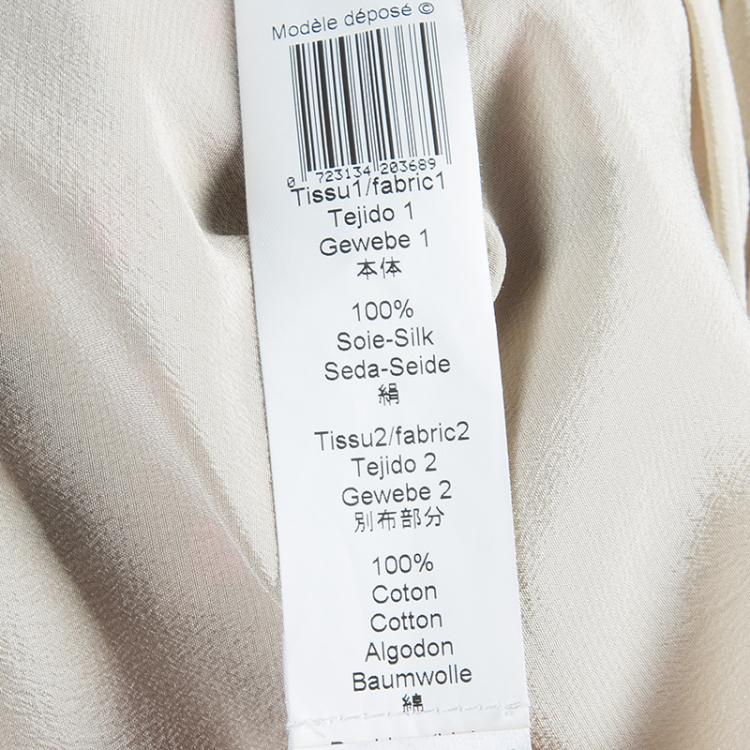 Modèle déposé ©
0 723134 203689
Tissu1/fabric1
Tejido 1
Gewebe 1
本体
100%
Soie-Silk
Seda-Seide
絹
Tissu2/fabric2
Tejido 2
Gewebe 2
別布部分
100%
Coton
Cotton
Algodon
Baumwolle
綿